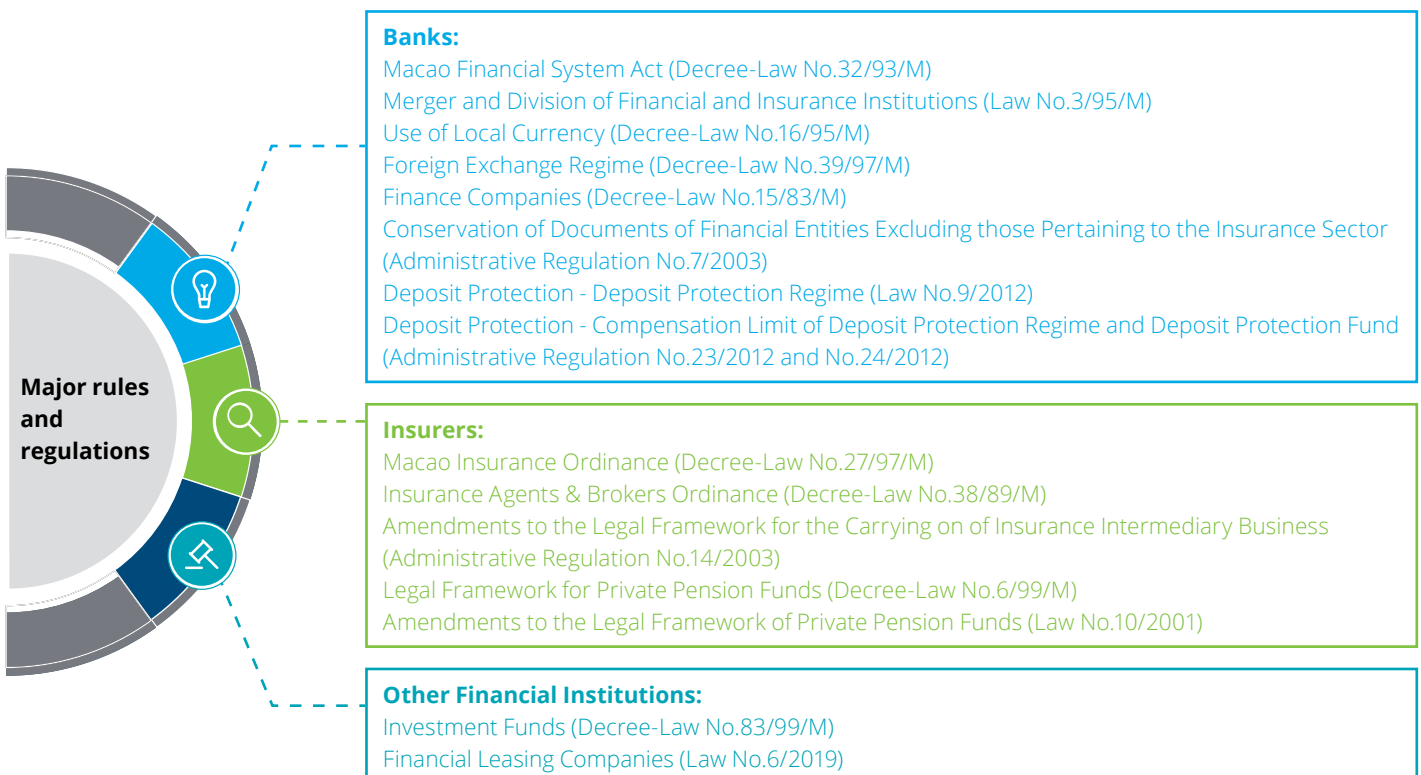 Major rules
and
regulations
Banks:
Macao Financial System Act (Decree-Law No.32/93/M)
Merger and Division of Financial and Insurance Institutions (Law No.3/95/M)
Use of Local Currency (Decree-Law No.16/95/M)
Foreign Exchange Regime (Decree-Law No.39/97/M)
Finance Companies (Decree-Law No.15/83/M)
Conservation of Documents of Financial Entities Excluding those Pertaining to the Insurance Sector
(Administrative Regulation No.7/2003)
Deposit Protection - Deposit Protection Regime (Law No.9/2012)
Deposit Protection - Compensation Limit of Deposit Protection Regime and Deposit Protection Fund
(Administrative Regulation No.23/2012 and No.24/2012)
Insurers:
Macao Insurance Ordinance (Decree-Law No.27/97/M)
Insurance Agents & Brokers Ordinance (Decree-Law No.38/89/M)
Amendments to the Legal Framework for the Carrying on of Insurance Intermediary Business
(Administrative Regulation No.14/2003)
Legal Framework for Private Pension Funds (Decree-Law No.6/99/M)
Amendments to the Legal Framework of Private Pension Funds (Law No.10/2001)
Other Financial Institutions:
Investment Funds (Decree-Law No.83/99/M)
Financial Leasing Companies (Law No.6/2019)